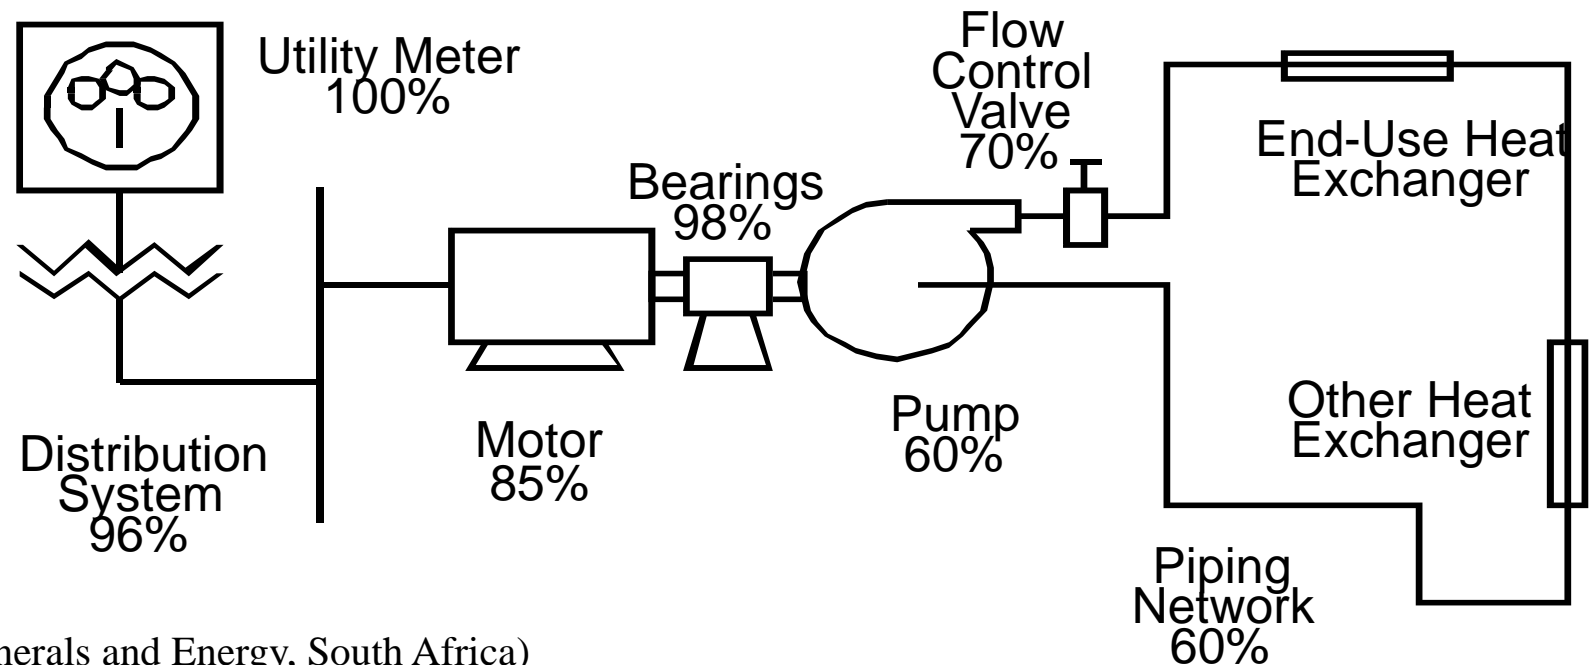 Utility Meter
100%
Flow
Control
Valve
70%
End-Use Heat
Exchanger
Bearings
98%
Distribution
System
96%
Motor
85%
Pump
60%
Other Heat
Exchanger
Piping
Network
60%
and Energy, South Africa)